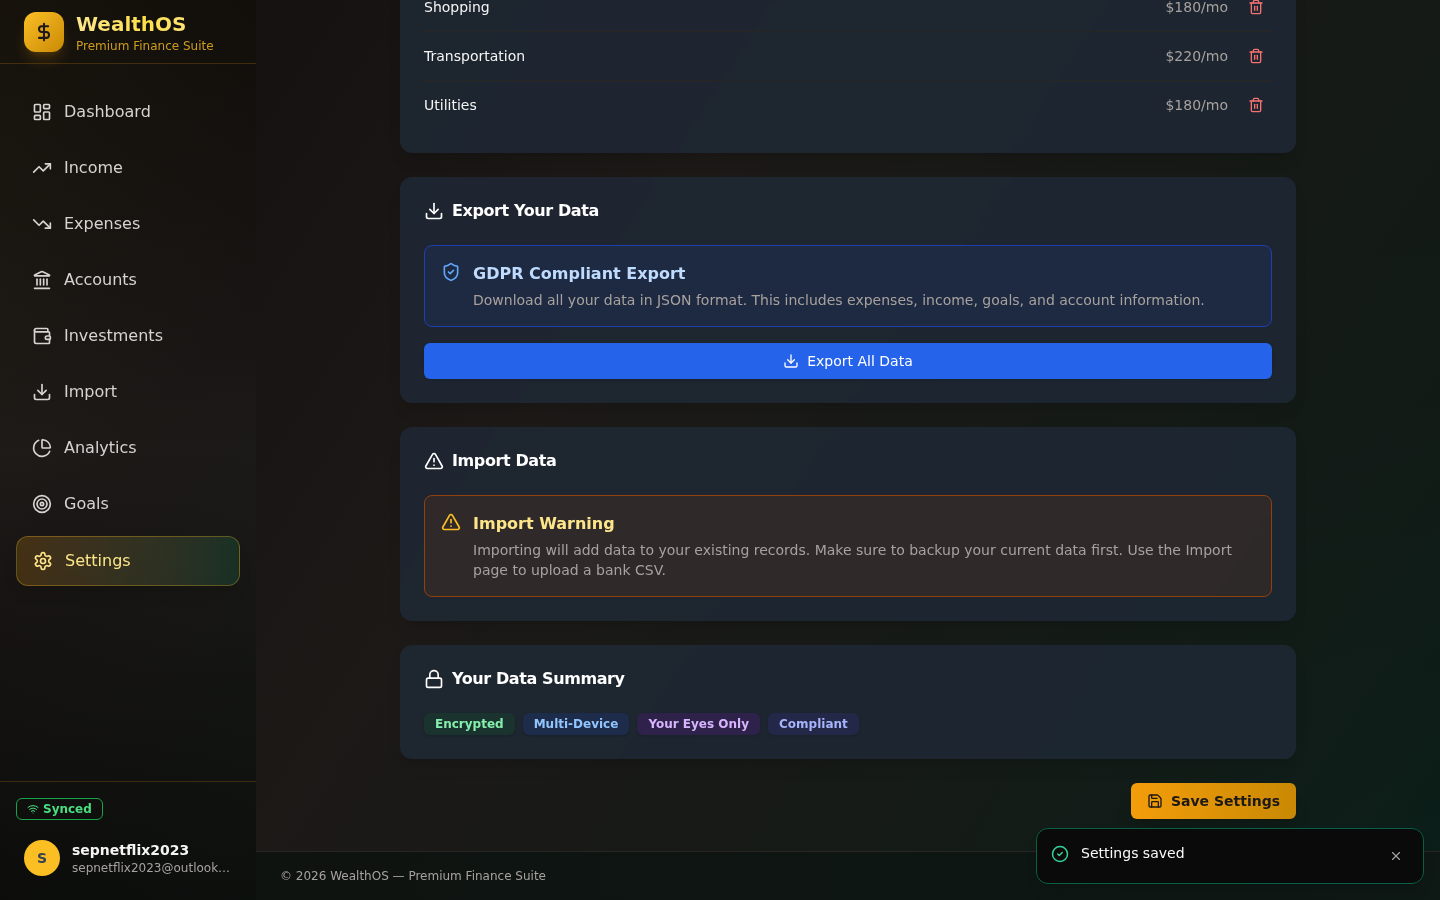 WealthOS
Premium Finance Suite
Dashboard
Income
Expenses
Accounts
Investments
Import
Analytics
Goals
Settings
Synced
S
sepnetflix2023
sepnetflix2023@outlook...
Shopping $180/mo
Transportation $220/mo
Utilities $180/mo
Export Your Data
GDPR Compliant Export
Download all your data in JSON format. This includes expenses, income, goals, and account information.
Export All Data
Import Data
Import Warning
Importing will add data to your existing records. Make sure to backup your current data first. Use the Import
page to upload a bank CSV.
Your Data Summary
Encrypted Multi-Device Your Eyes Only Compliant
Save Settings
Settings saved
© 2026 WealthOS — Premium Finance Suite